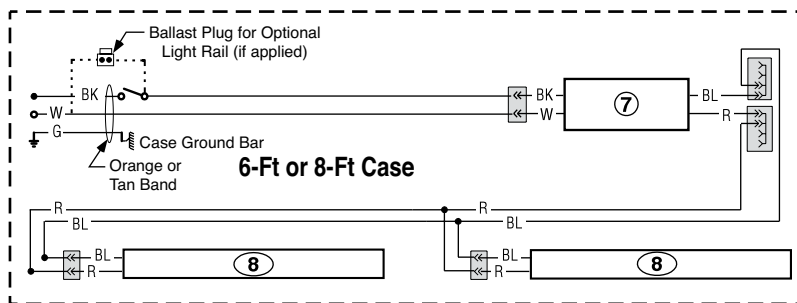 Ballast Plug for Optional
Light Rail (if applied)
BK
BK
⑦
BL
W
W
R
G
Case Ground Bar
Orange or
Tan Band
6-Ft or 8-Ft Case
R
R
BL
BL
BL
⑧
BL
⑧
R
R